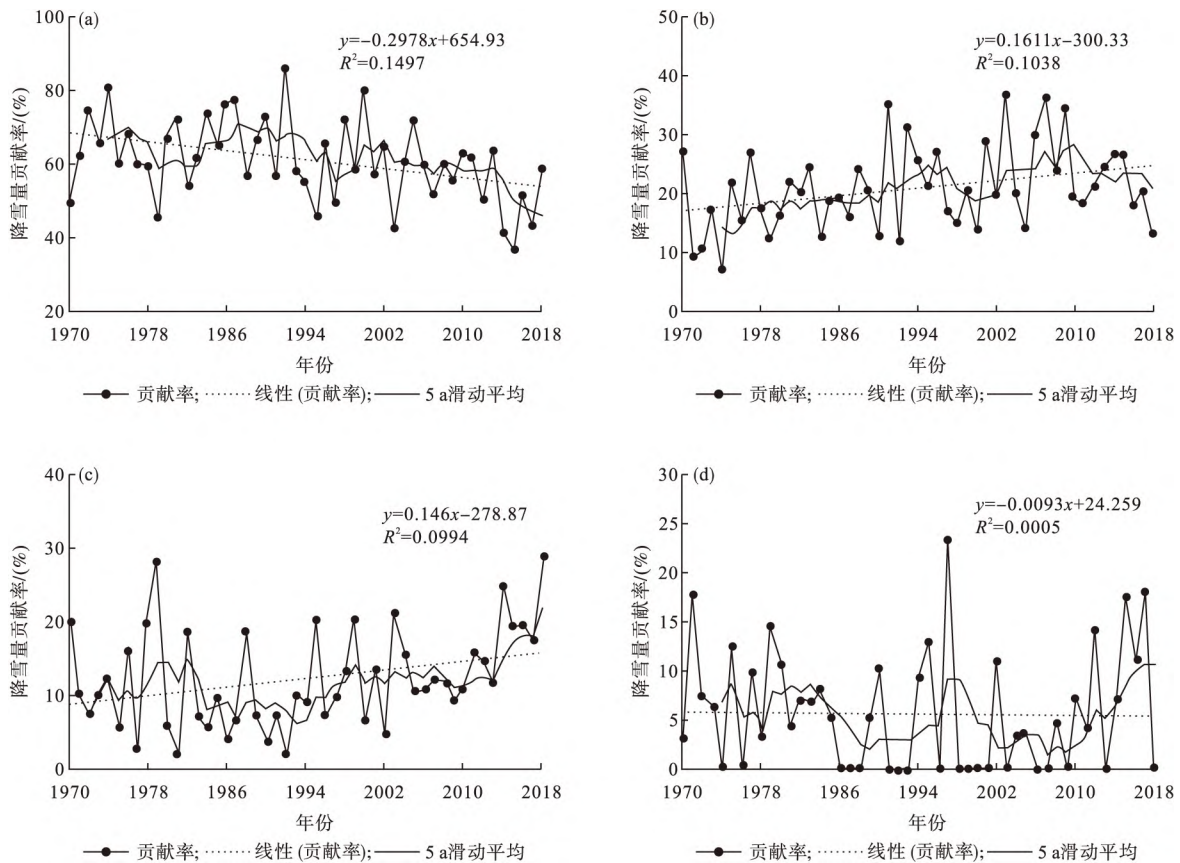 (a)
y=−0.2978x+654.93
R²=0.1497
降雪量贡献率/(%)
100
80
60
40
20
1970 1978 1986 1994 2002 2010 2018
年份
贡献率; 线性(贡献率); 5 a滑动平均
(b)
y=0.1611x−300.33
R²=0.1038
降雪量贡献率/(%)
50
40
30
20
10
0
1970 1978 1986 1994 2002 2010 2018
年份
贡献率; 线性(贡献率); 5 a滑动平均
(c)
y=0.146x−278.87
R²=0.0994
降雪量贡献率/(%)
40
30
20
10
0
1970 1978 1986 1994 2002 2010 2018
年份
贡献率; 线性(贡献率); 5 a滑动平均
(d)
y=−0.0093x+24.259
R²=0.0005
降雪量贡献率/(%)
30
25
20
15
10
5
0
1970 1978 1986 1994 2002 2010 2018
年份
贡献率; 线性(贡献率); 5 a滑动平均